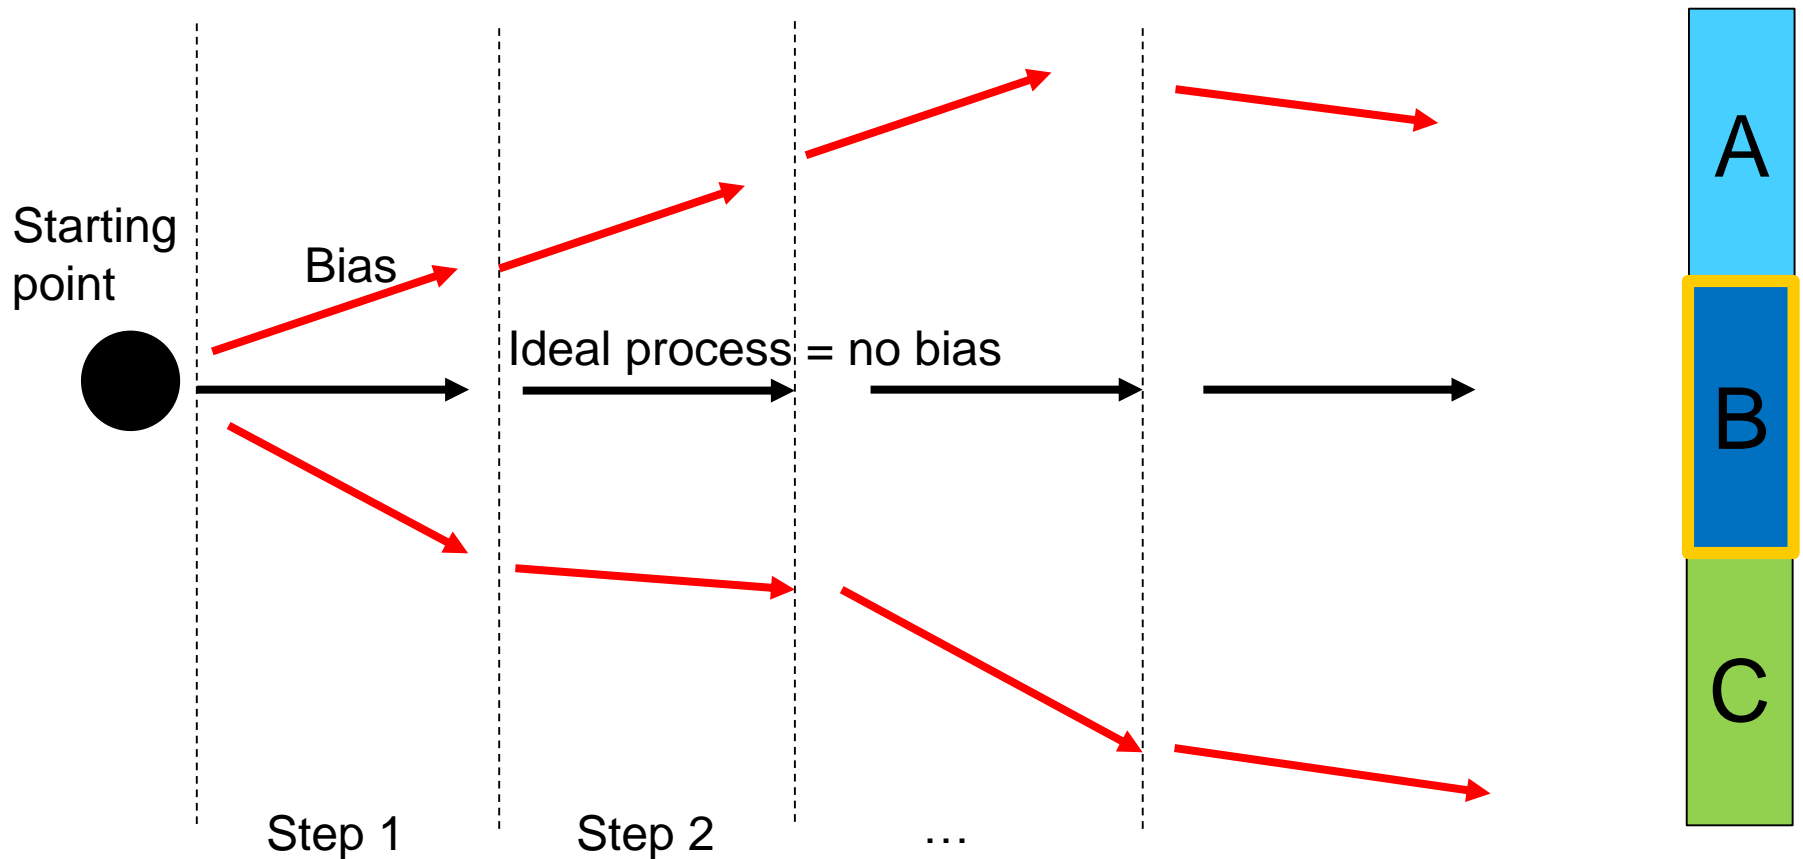 Starting
point
Bias
Ideal process = no bias
A
B
C
Step 1
Step 2
…